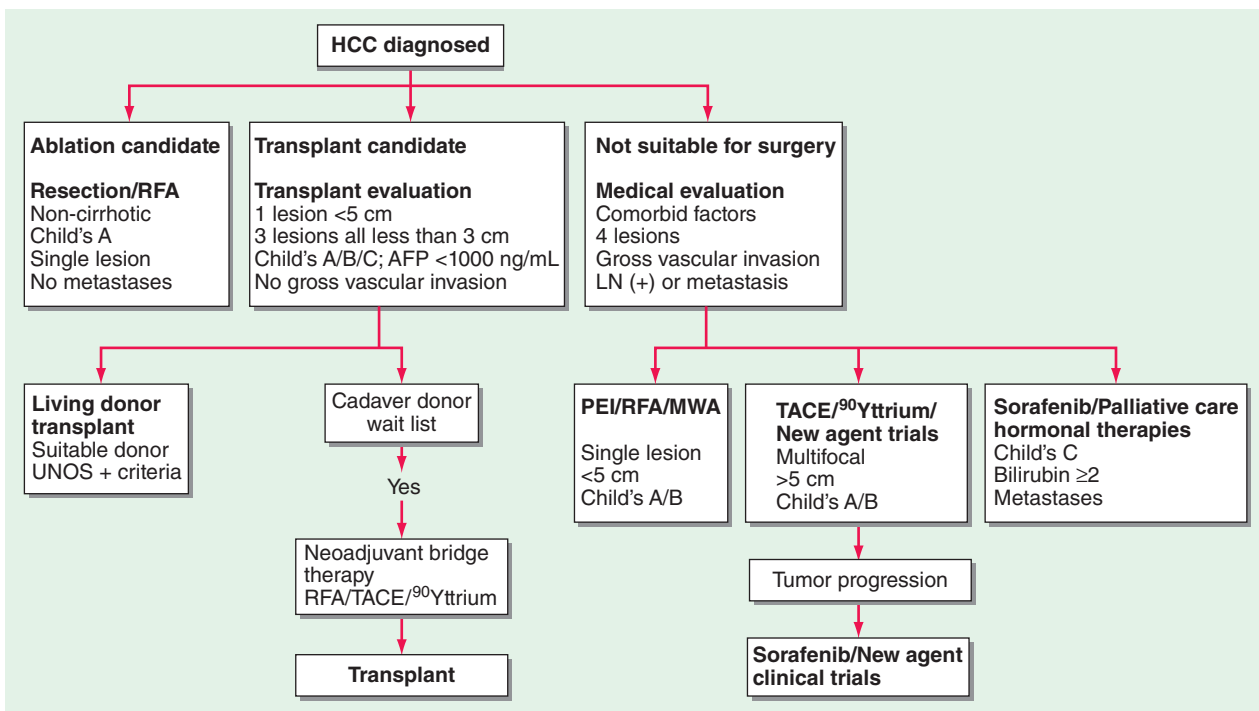 HCC diagnosed
Ablation candidate
Resection/RFA
Non-cirrhotic
Child's A
Single lesion
No metastases
Transplant candidate
Transplant evaluation
1 lesion <5 cm
3 lesions all less than 3 cm
Child's A/B/C; AFP <1000 ng/mL
No gross vascular invasion
Not suitable for surgery
Medical evaluation
Comorbid factors
4 lesions
Gross vascular invasion
LN (+) or metastasis
Living donor
transplant
Suitable donor
UNOS + criteria
Cadaver donor
wait list
Yes
Neoadjuvant bridge
therapy
RFA/TACE/⁹⁰Yttrium
Transplant
PEI/RFA/MWA
Single lesion
<5 cm
Child's A/B
TACE/⁹⁰Yttrium/
New agent trials
Multifocal
>5 cm
Child's A/B
Tumor progression
Sorafenib/New agent
clinical trials
Sorafenib/Palliative care
hormonal therapies
Child's C
Bilirubin ≥2
Metastases